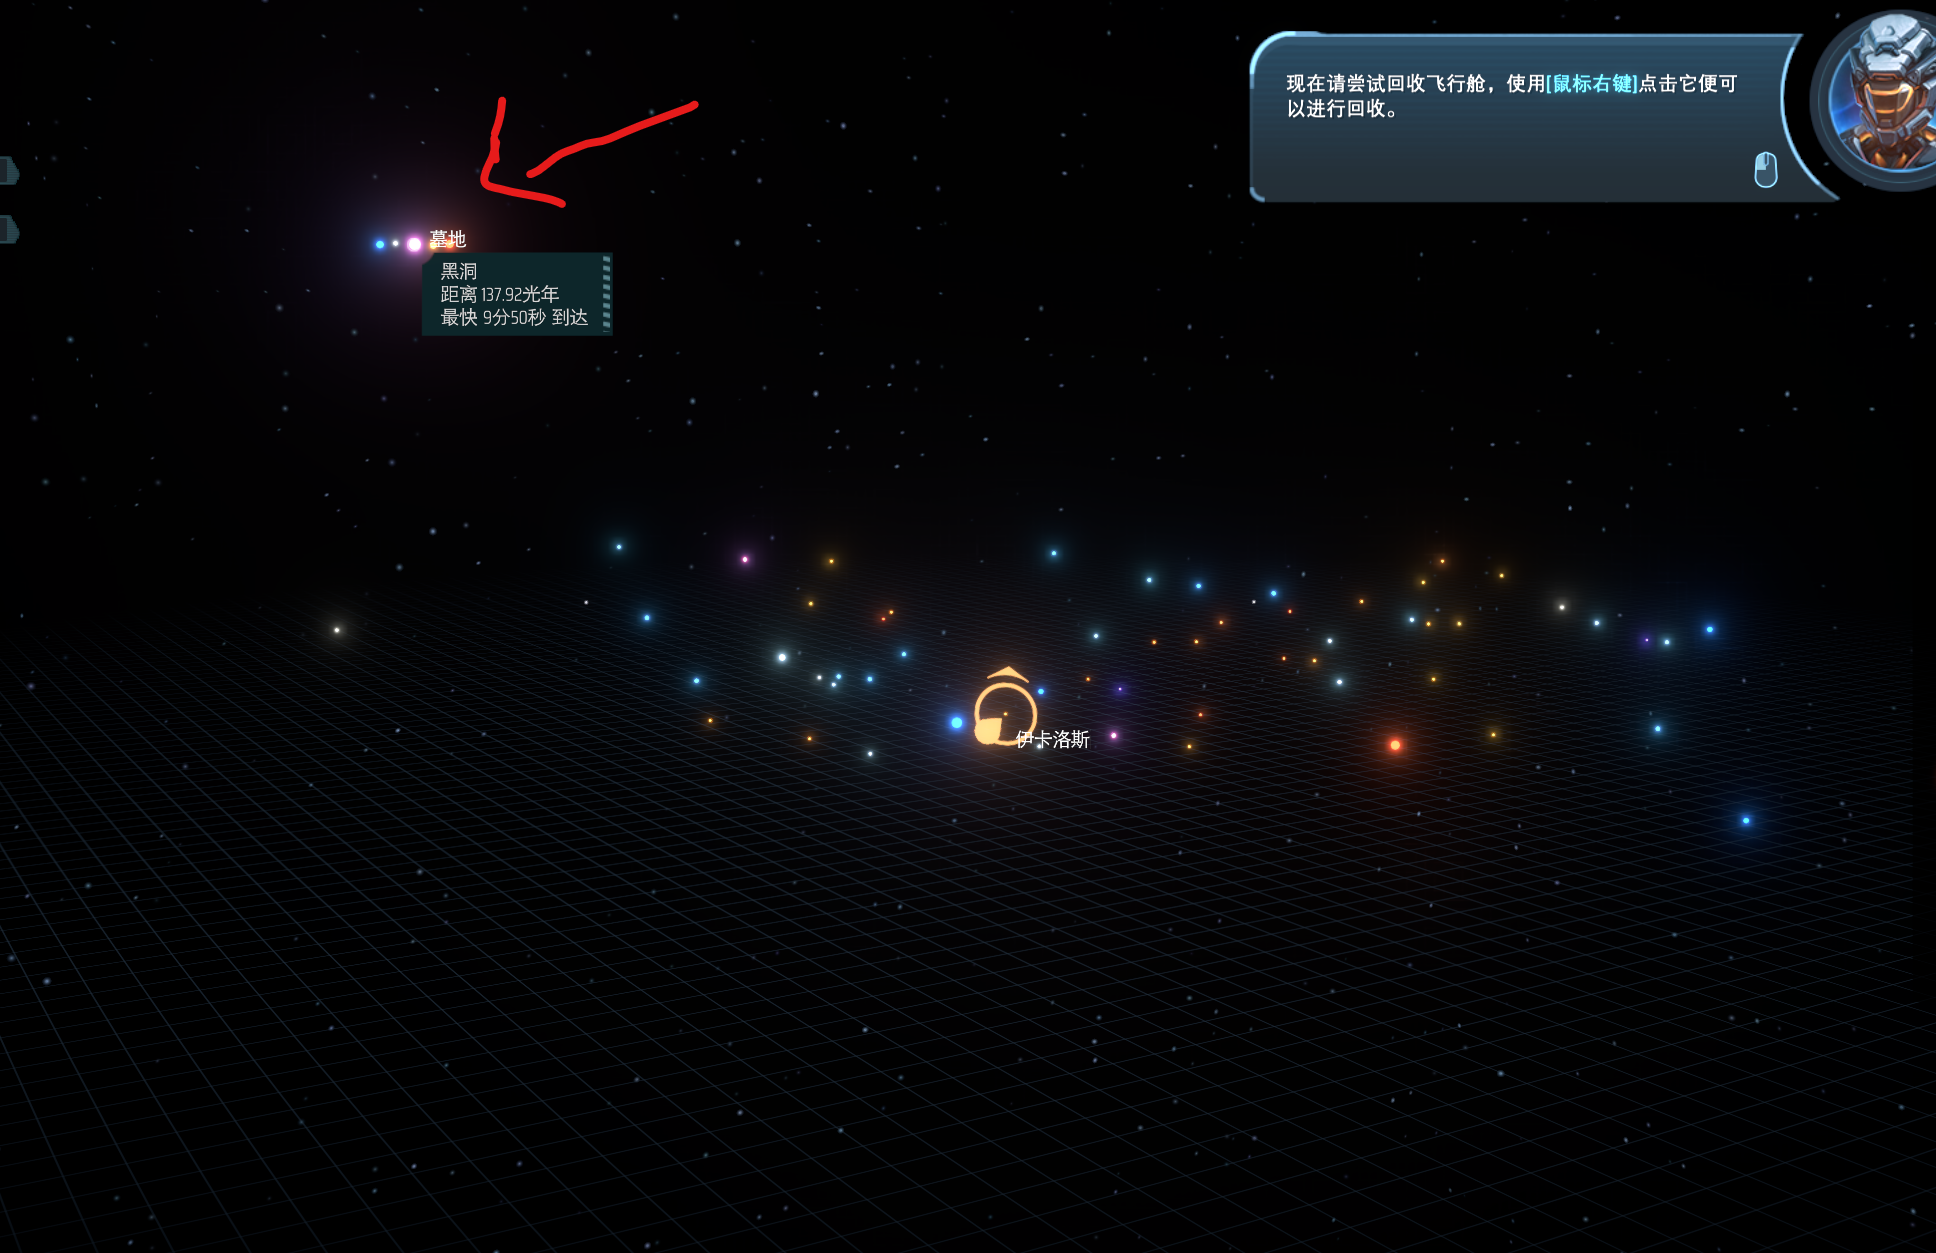 现在请尝试回收飞行舱，使用[鼠标右键]点击它便可
以进行回收。
墓地
黑洞
距离 137.92光年
最快 9分50秒 到达
伊卡洛斯